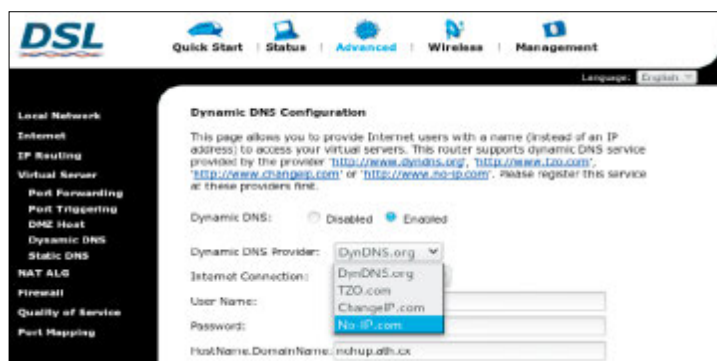 DSL
Quick Start | Status | Advanced | Wireless | Management
Language: English
Local Network
Internet
IP Routing
Virtual Server
Port Forwarding
Port Triggering
DMZ Host
Dynamic DNS
Static DNS
NAT ALG
Firewall
Quality of Service
Port Mapping
Dynamic DNS Configuration
This page allows you to provide Internet users with a name (instead of an IP
address) to access your virtual servers. This router supports dynamic DNS service
provided by the provider 'http://www.dyndns.org', 'http://www.tzo.com',
'http://www.changeip.com' or 'http://www.no-ip.com'. Please register this service
at these providers first.
Dynamic DNS: Disabled Enabled
Dynamic DNS Provider: DynDNS.org
Internet Connection:
DynDNS.org
TZO.com
ChangeIP.com
No-IP.com
User Name:
Password:
HostName.DomainName: nchup.ath.cx